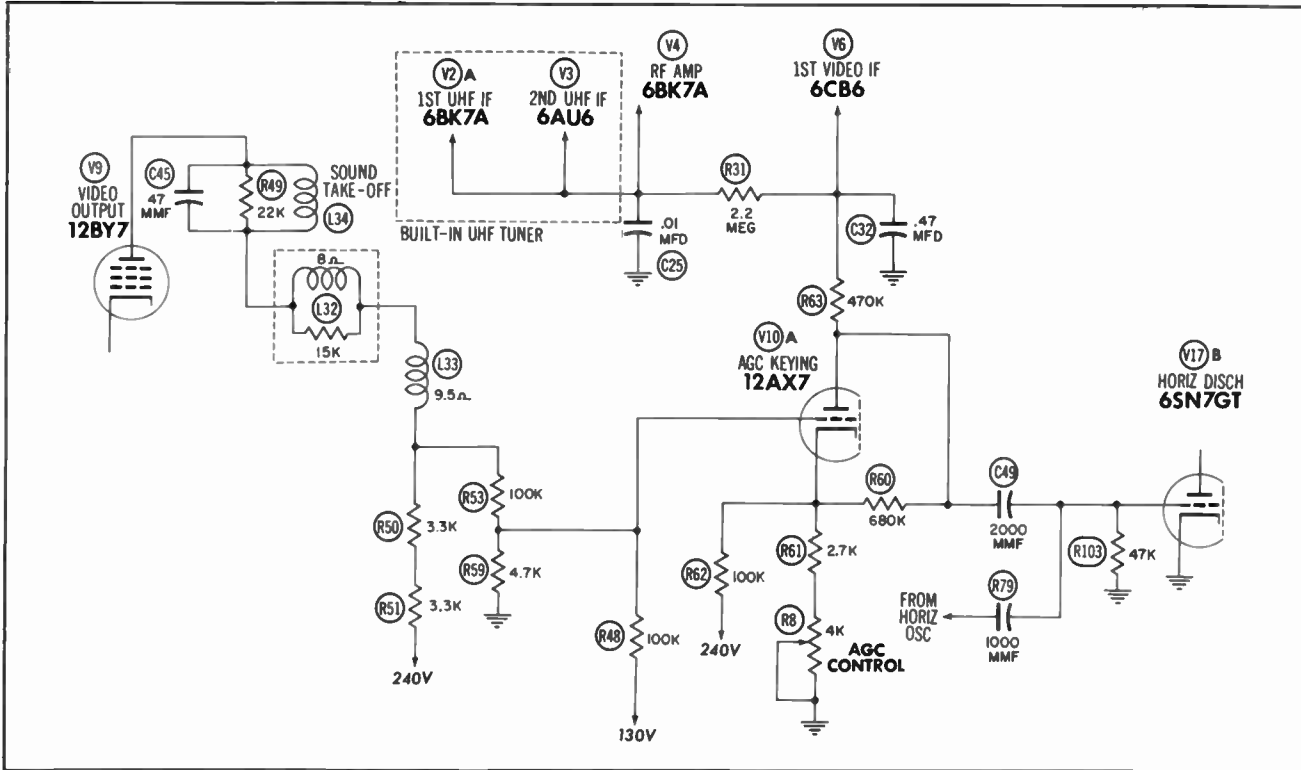 V9
VIDEO
OUTPUT
12BY7
C45
47
MMF
R49
22K
SOUND
TAKE-OFF
L34
8Ω
L32
15K
L33
9.5Ω
V2 A
1ST UHF IF
6BK7A
V3
2ND UHF IF
6AU6
BUILT-IN UHF TUNER
V4
RF AMP
6BK7A
V6
1ST VIDEO IF
6CB6
R31
2.2
MEG
.01
MFD
C25
C32
.47
MFD
R63
470K
V10 A
AGC KEYING
12AX7
V17 B
HORIZ DISCH
6SN7GT
R53
100K
R50
3.3K
R59
4.7K
R51
3.3K
240V
R48
100K
130V
R62
100K
240V
R60
680K
R61
2.7K
R8
4K
AGC
CONTROL
C49
2000
MMF
R103
47K
R79
1000
MMF
FROM
HORIZ
OSC